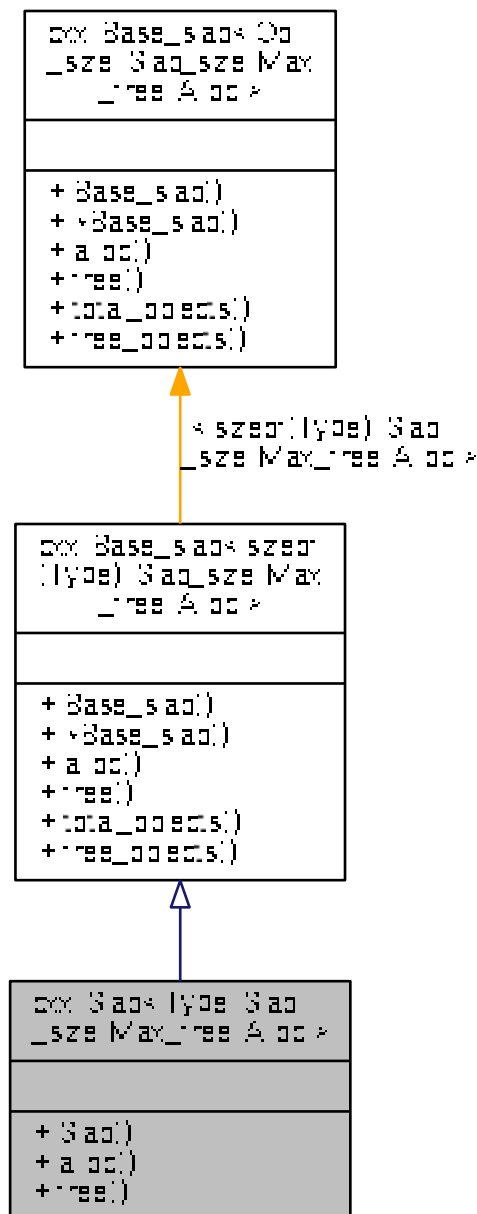 cxx::Base_slab< Obj
_size, Slab_size, Max
_free, Alloc >
+ Base_slab()
+ ~Base_slab()
+ alloc()
+ free()
+ total_objects()
+ free_objects()
< sizeof(Type), Slab
_size, Max_free, Alloc >
cxx::Base_slab< sizeof
(Type), Slab_size, Max
_free, Alloc >
+ Base_slab()
+ ~Base_slab()
+ alloc()
+ free()
+ total_objects()
+ free_objects()
cxx::Slab< Type, Slab
_size, Max_free, Alloc >
+ Slab()
+ alloc()
+ free()